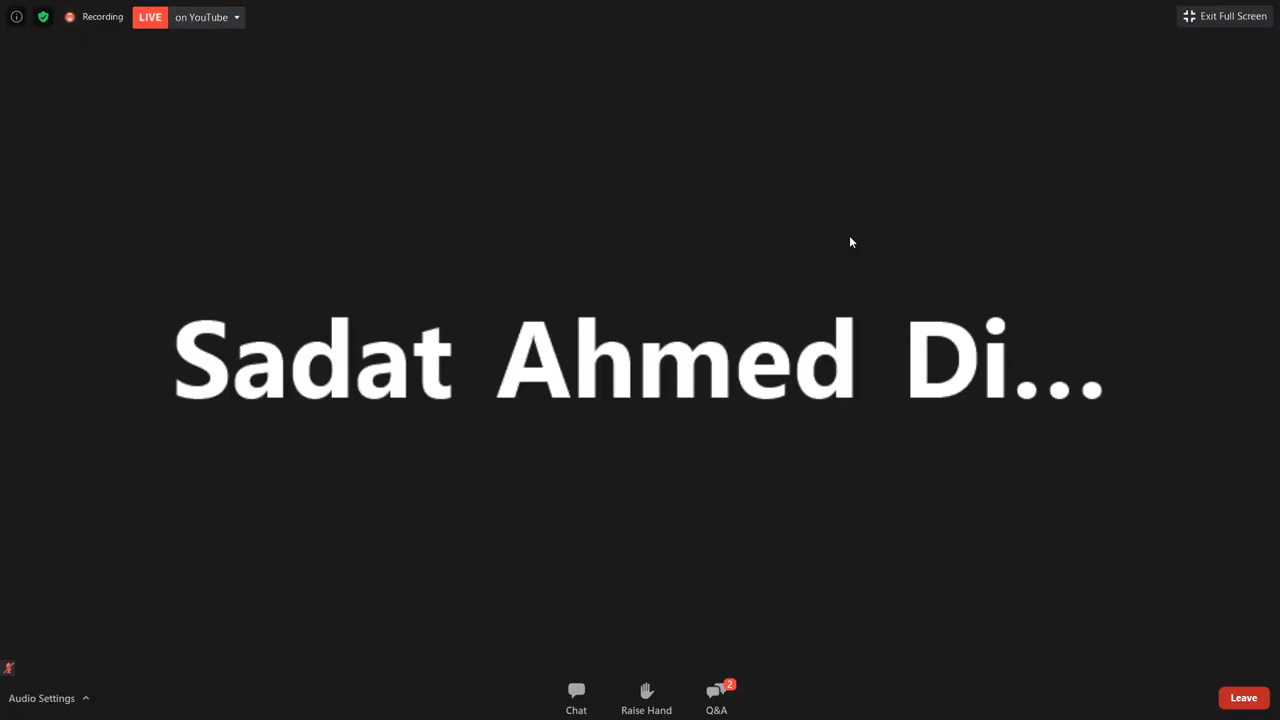 Recording LIVE on YouTube Exit Full Screen
Sadat Ahmed Di...
2
Audio Settings Chat Raise Hand Q&A Leave